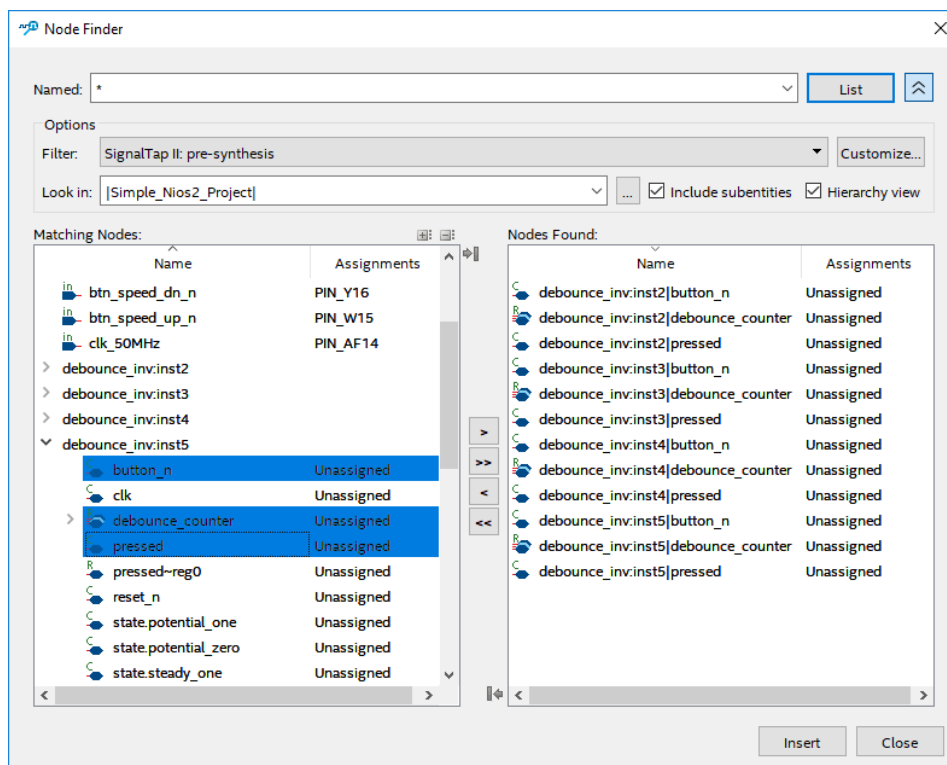 Node Finder
Named: * List
Options
Filter: SignalTap II: pre-synthesis Customize...
Look in: |Simple_Nios2_Project| ... Include subentities Hierarchy view
Matching Nodes:
Name Assignments
in btn_speed_dn_n PIN_Y16
in btn_speed_up_n PIN_W15
in clk_50MHz PIN_AF14
debounce_inv:inst2
debounce_inv:inst3
debounce_inv:inst4
debounce_inv:inst5
button_n Unassigned
C clk Unassigned
debounce_counter Unassigned
pressed Unassigned
R pressed~reg0 Unassigned
C reset_n Unassigned
C state.potential_one Unassigned
C state.potential_zero Unassigned
C state.steady_one Unassigned
>
>>
<
<<
Nodes Found:
Name Assignments
C debounce_inv:inst2|button_n Unassigned
R debounce_inv:inst2|debounce_counter Unassigned
C debounce_inv:inst2|pressed Unassigned
C debounce_inv:inst3|button_n Unassigned
R debounce_inv:inst3|debounce_counter Unassigned
C debounce_inv:inst3|pressed Unassigned
C debounce_inv:inst4|button_n Unassigned
R debounce_inv:inst4|debounce_counter Unassigned
C debounce_inv:inst4|pressed Unassigned
C debounce_inv:inst5|button_n Unassigned
R debounce_inv:inst5|debounce_counter Unassigned
C debounce_inv:inst5|pressed Unassigned
Insert Close